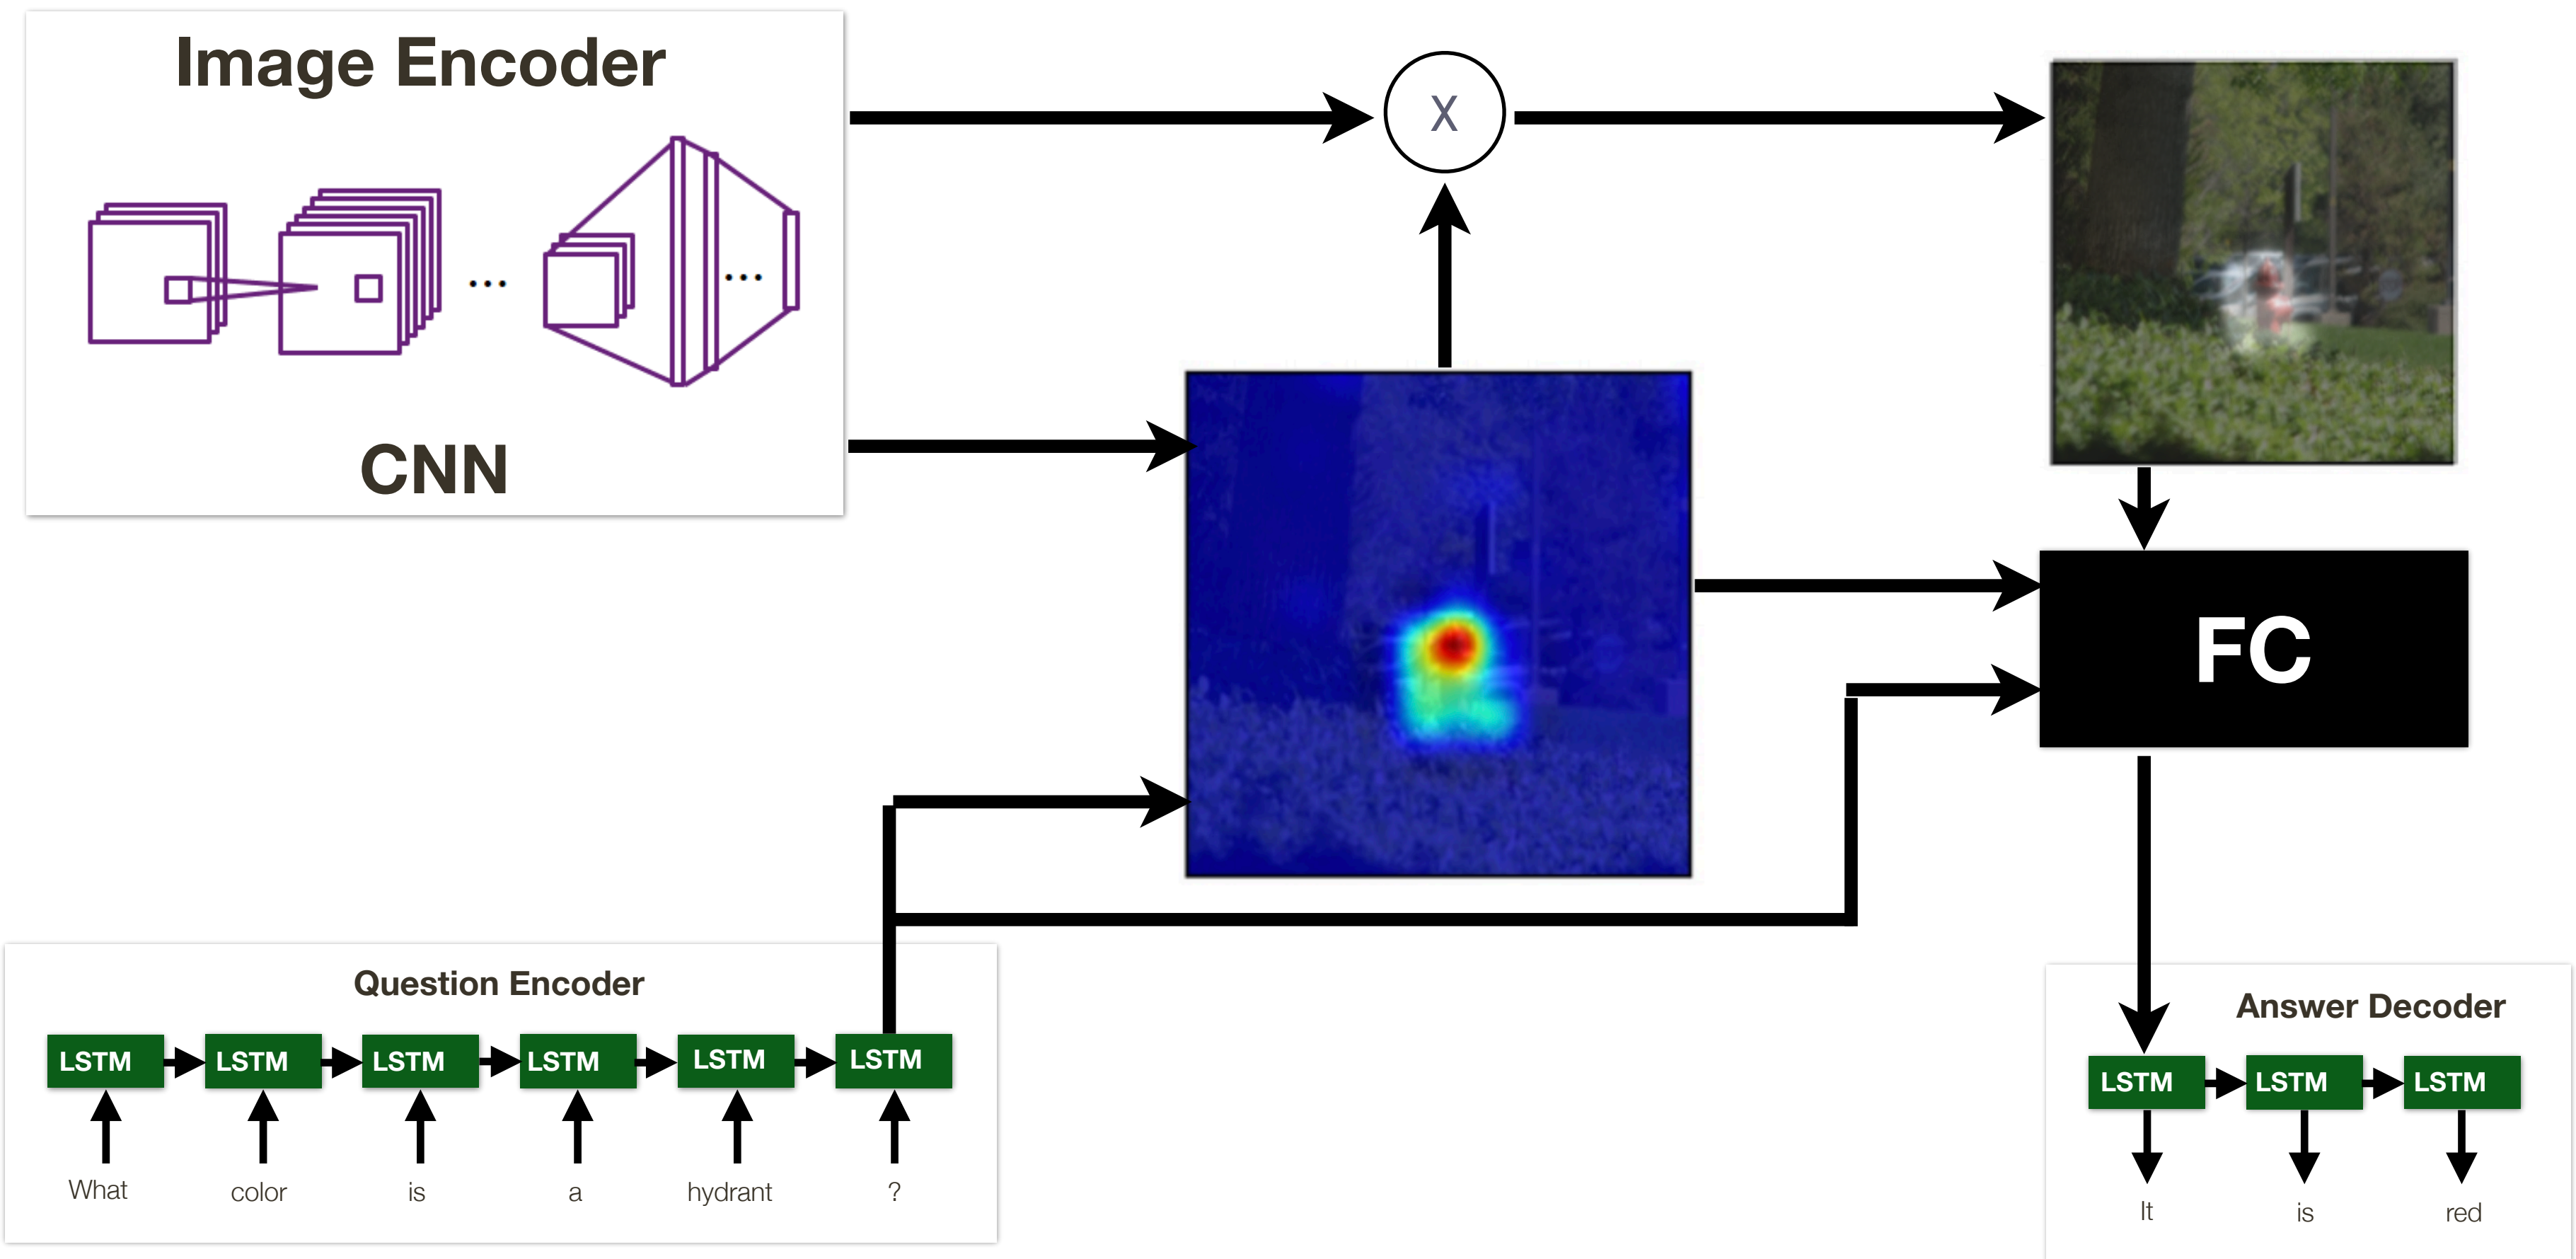 Image Encoder
CNN
X
FC
Question Encoder
LSTM LSTM LSTM LSTM LSTM LSTM
What color is a hydrant ?
Answer Decoder
LSTM LSTM LSTM
It is red